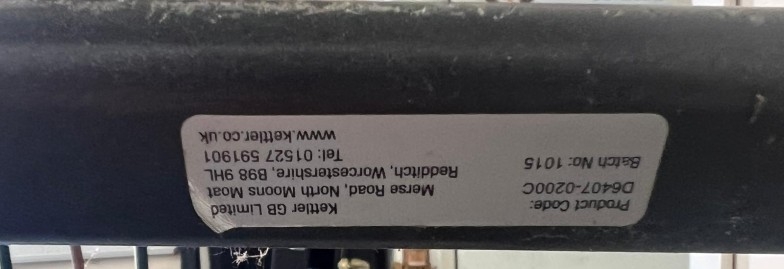 Product Code:
D6407-0200C
Batch No: 1015
Kettler GB Limited
Merse Road, North Moons Moat
Redditch, Worcestershire, B98 9HL
Tel: 01527 591901
www.kettler.co.uk